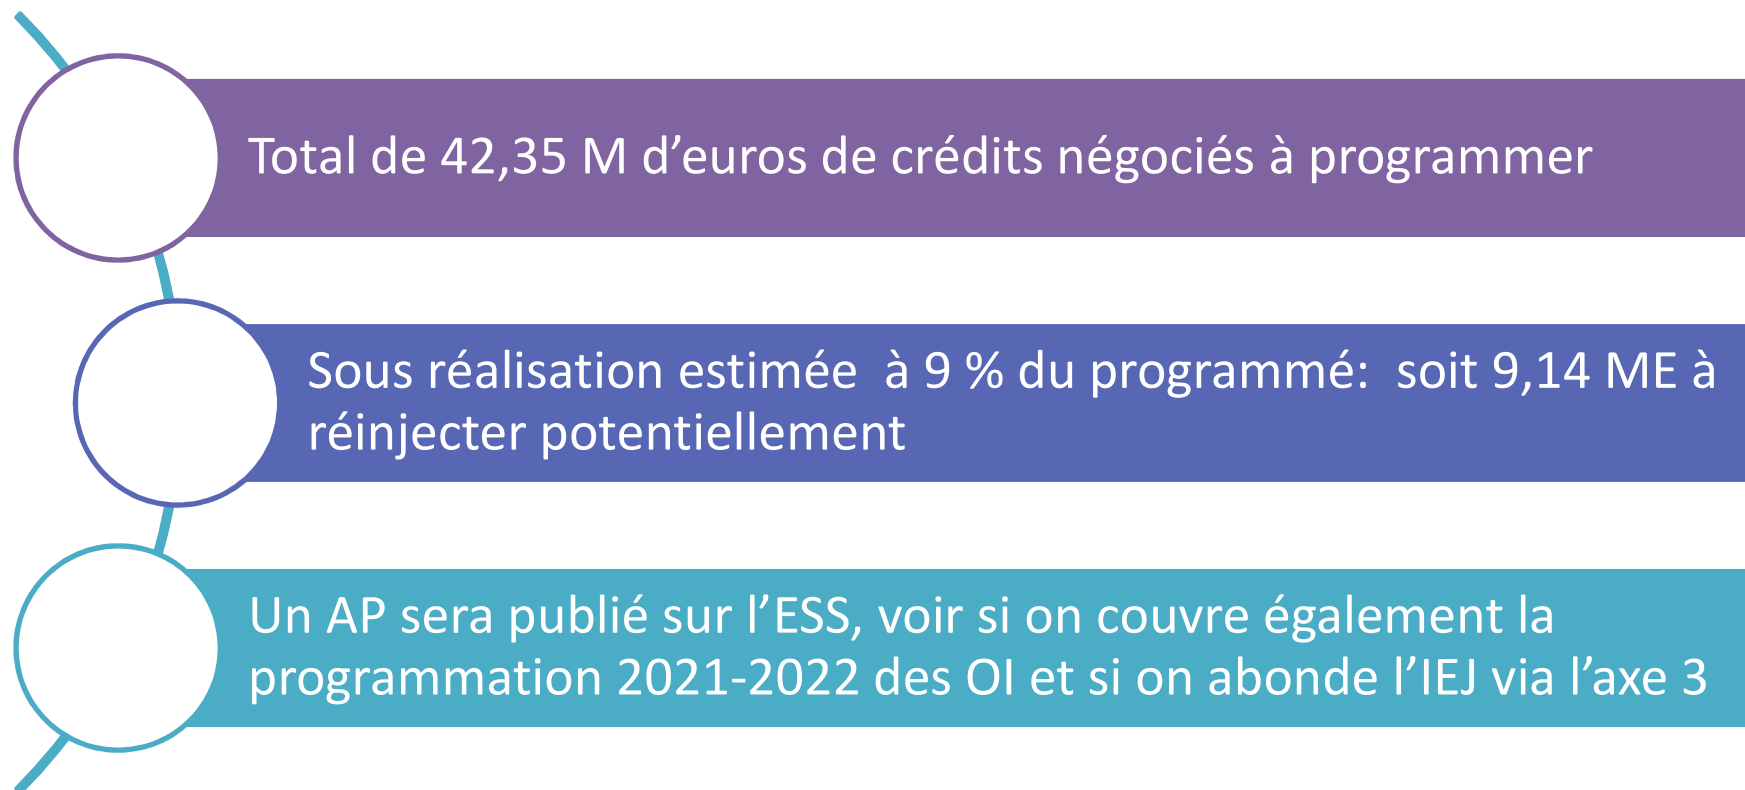 Total de 42,35 M d’euros de crédits négociés à programmer
Sous réalisation estimée  à 9 % du programmé:  soit 9,14 ME à
réinjecter potentiellement
Un AP sera publié sur l’ESS, voir si on couvre également la
programmation 2021-2022 des OI et si on abonde l’IEJ via l’axe 3